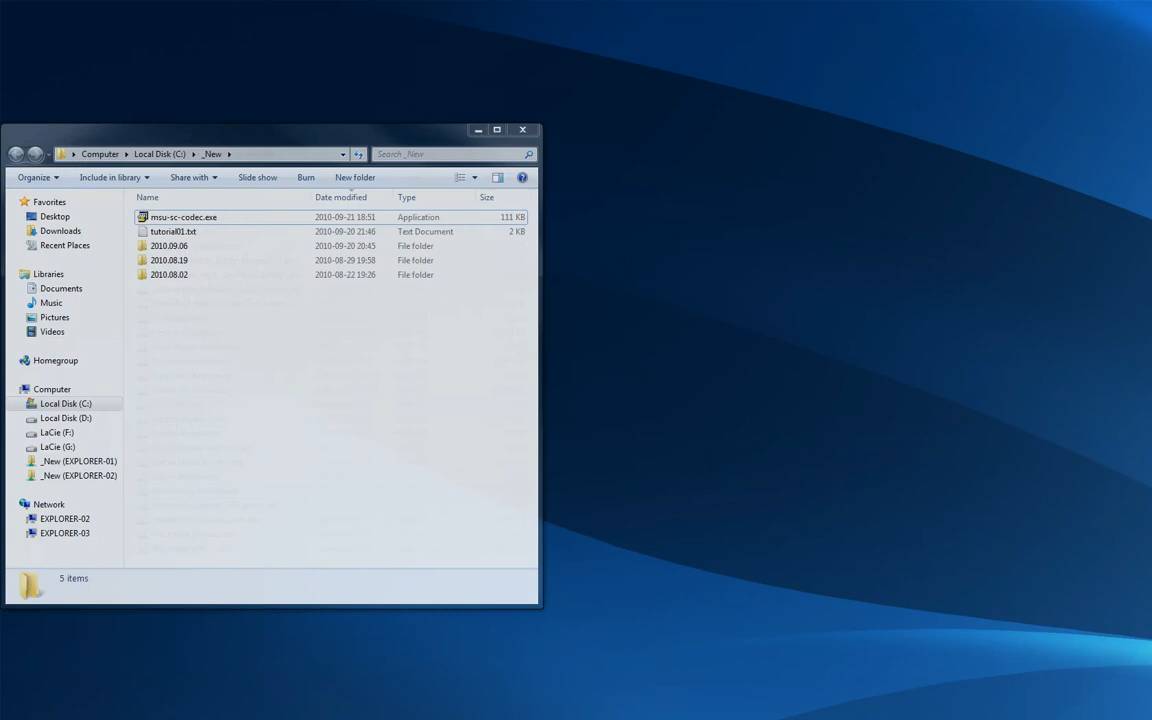 Computer Local Disk (C:) _New Search _New
Organize Include in library Share with Slide show Burn New folder
Name Date modified Type Size
Favorites
Desktop
Downloads
Recent Places
Libraries
Documents
Music
Pictures
Videos
Homegroup
Computer
Local Disk (C:)
Local Disk (D:)
LaCie (F:)
LaCie (G:)
_New (EXPLORER-01)
_New (EXPLORER-02)
Network
EXPLORER-02
EXPLORER-03
msu-sc-codec.exe 2010-09-21 18:51 Application 111 KB
tutorial01.txt 2010-09-20 21:46 Text Document 2 KB
2010.09.06 2010-09-20 20:45 File folder
2010.08.19 2010-08-29 19:58 File folder
2010.08.02 2010-08-22 19:26 File folder
5 items